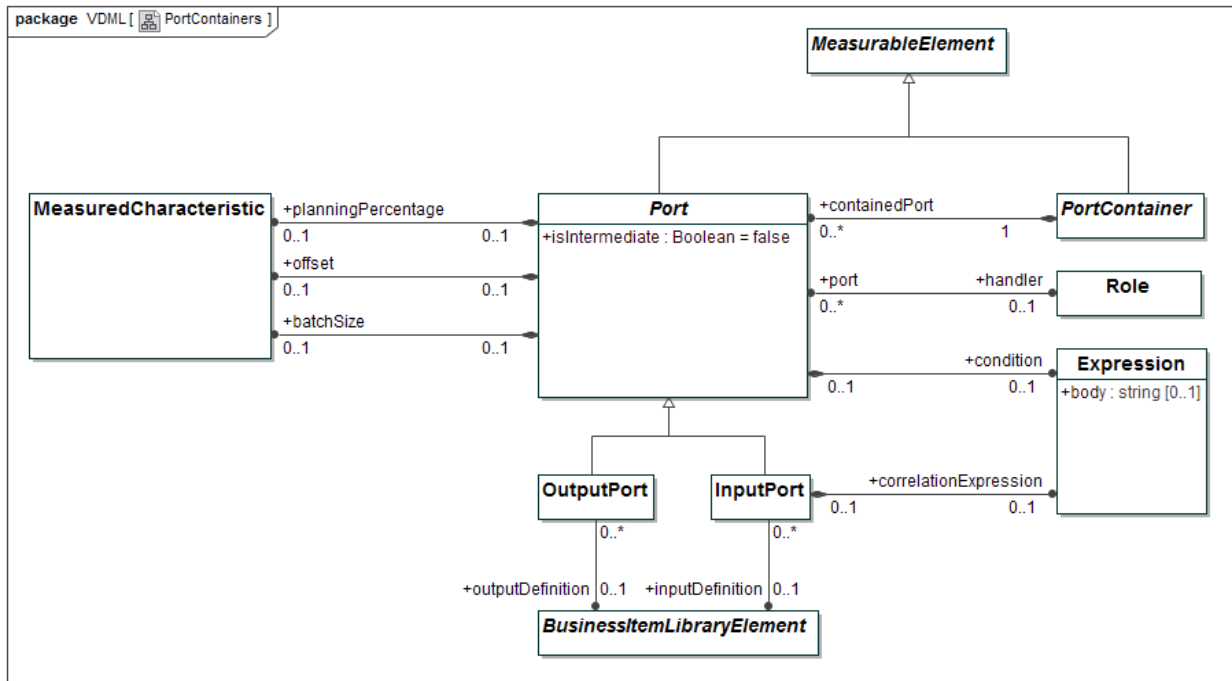 package VDML [ PortContainers ]
MeasurableElement
MeasuredCharacteristic
+planningPercentage
0..1 0..1
+offset
0..1 0..1
+batchSize
0..1 0..1
Port
+isIntermediate : Boolean = false
+containedPort
0..* 1
PortContainer
+port +handler
0..* 0..1
Role
+condition
0..1 0..1
Expression
+body : string [0..1]
+correlationExpression
0..1 0..1
OutputPort
InputPort
0..* 0..*
+outputDefinition 0..1 +inputDefinition 0..1
BusinessItemLibraryElement